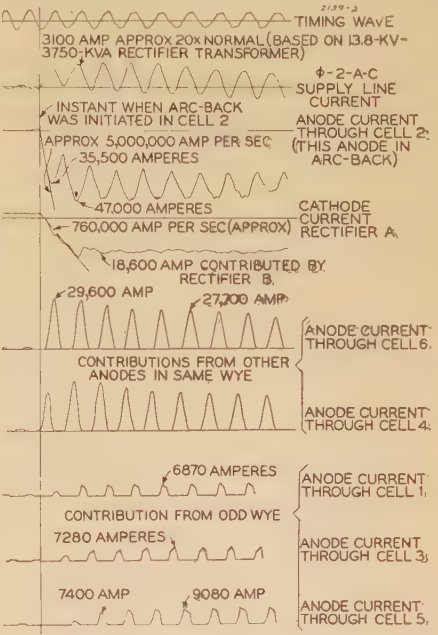 2139-2
TIMING WAVE
3100 AMP APPROX 20X NORMAL (BASED ON 13.8-KV-
3750-KVA RECTIFIER TRANSFORMER)
Φ-2-A-C
SUPPLY LINE
CURRENT
INSTANT WHEN ARC-BACK
WAS INITIATED IN CELL 2
ANODE CURRENT
THROUGH CELL 2
(THIS ANODE IN
ARC-BACK)
APPROX 5,000,000 AMP PER SEC
35,500 AMPERES
47,000 AMPERES
CATHODE
CURRENT
RECTIFIER A
760,000 AMP PER SEC (APPROX)
18,600 AMP CONTRIBUTED BY
RECTIFIER B
29,600 AMP
27,700 AMP
ANODE CURRENT
THROUGH CELL 6
CONTRIBUTIONS FROM OTHER
ANODES IN SAME WYE
ANODE CURRENT
THROUGH CELL 4
6870 AMPERES
ANODE CURRENT
THROUGH CELL 1
CONTRIBUTION FROM ODD WYE
7280 AMPERES
ANODE CURRENT
THROUGH CELL 3
7400 AMP
9080 AMP
ANODE CURRENT
THROUGH CELL 5